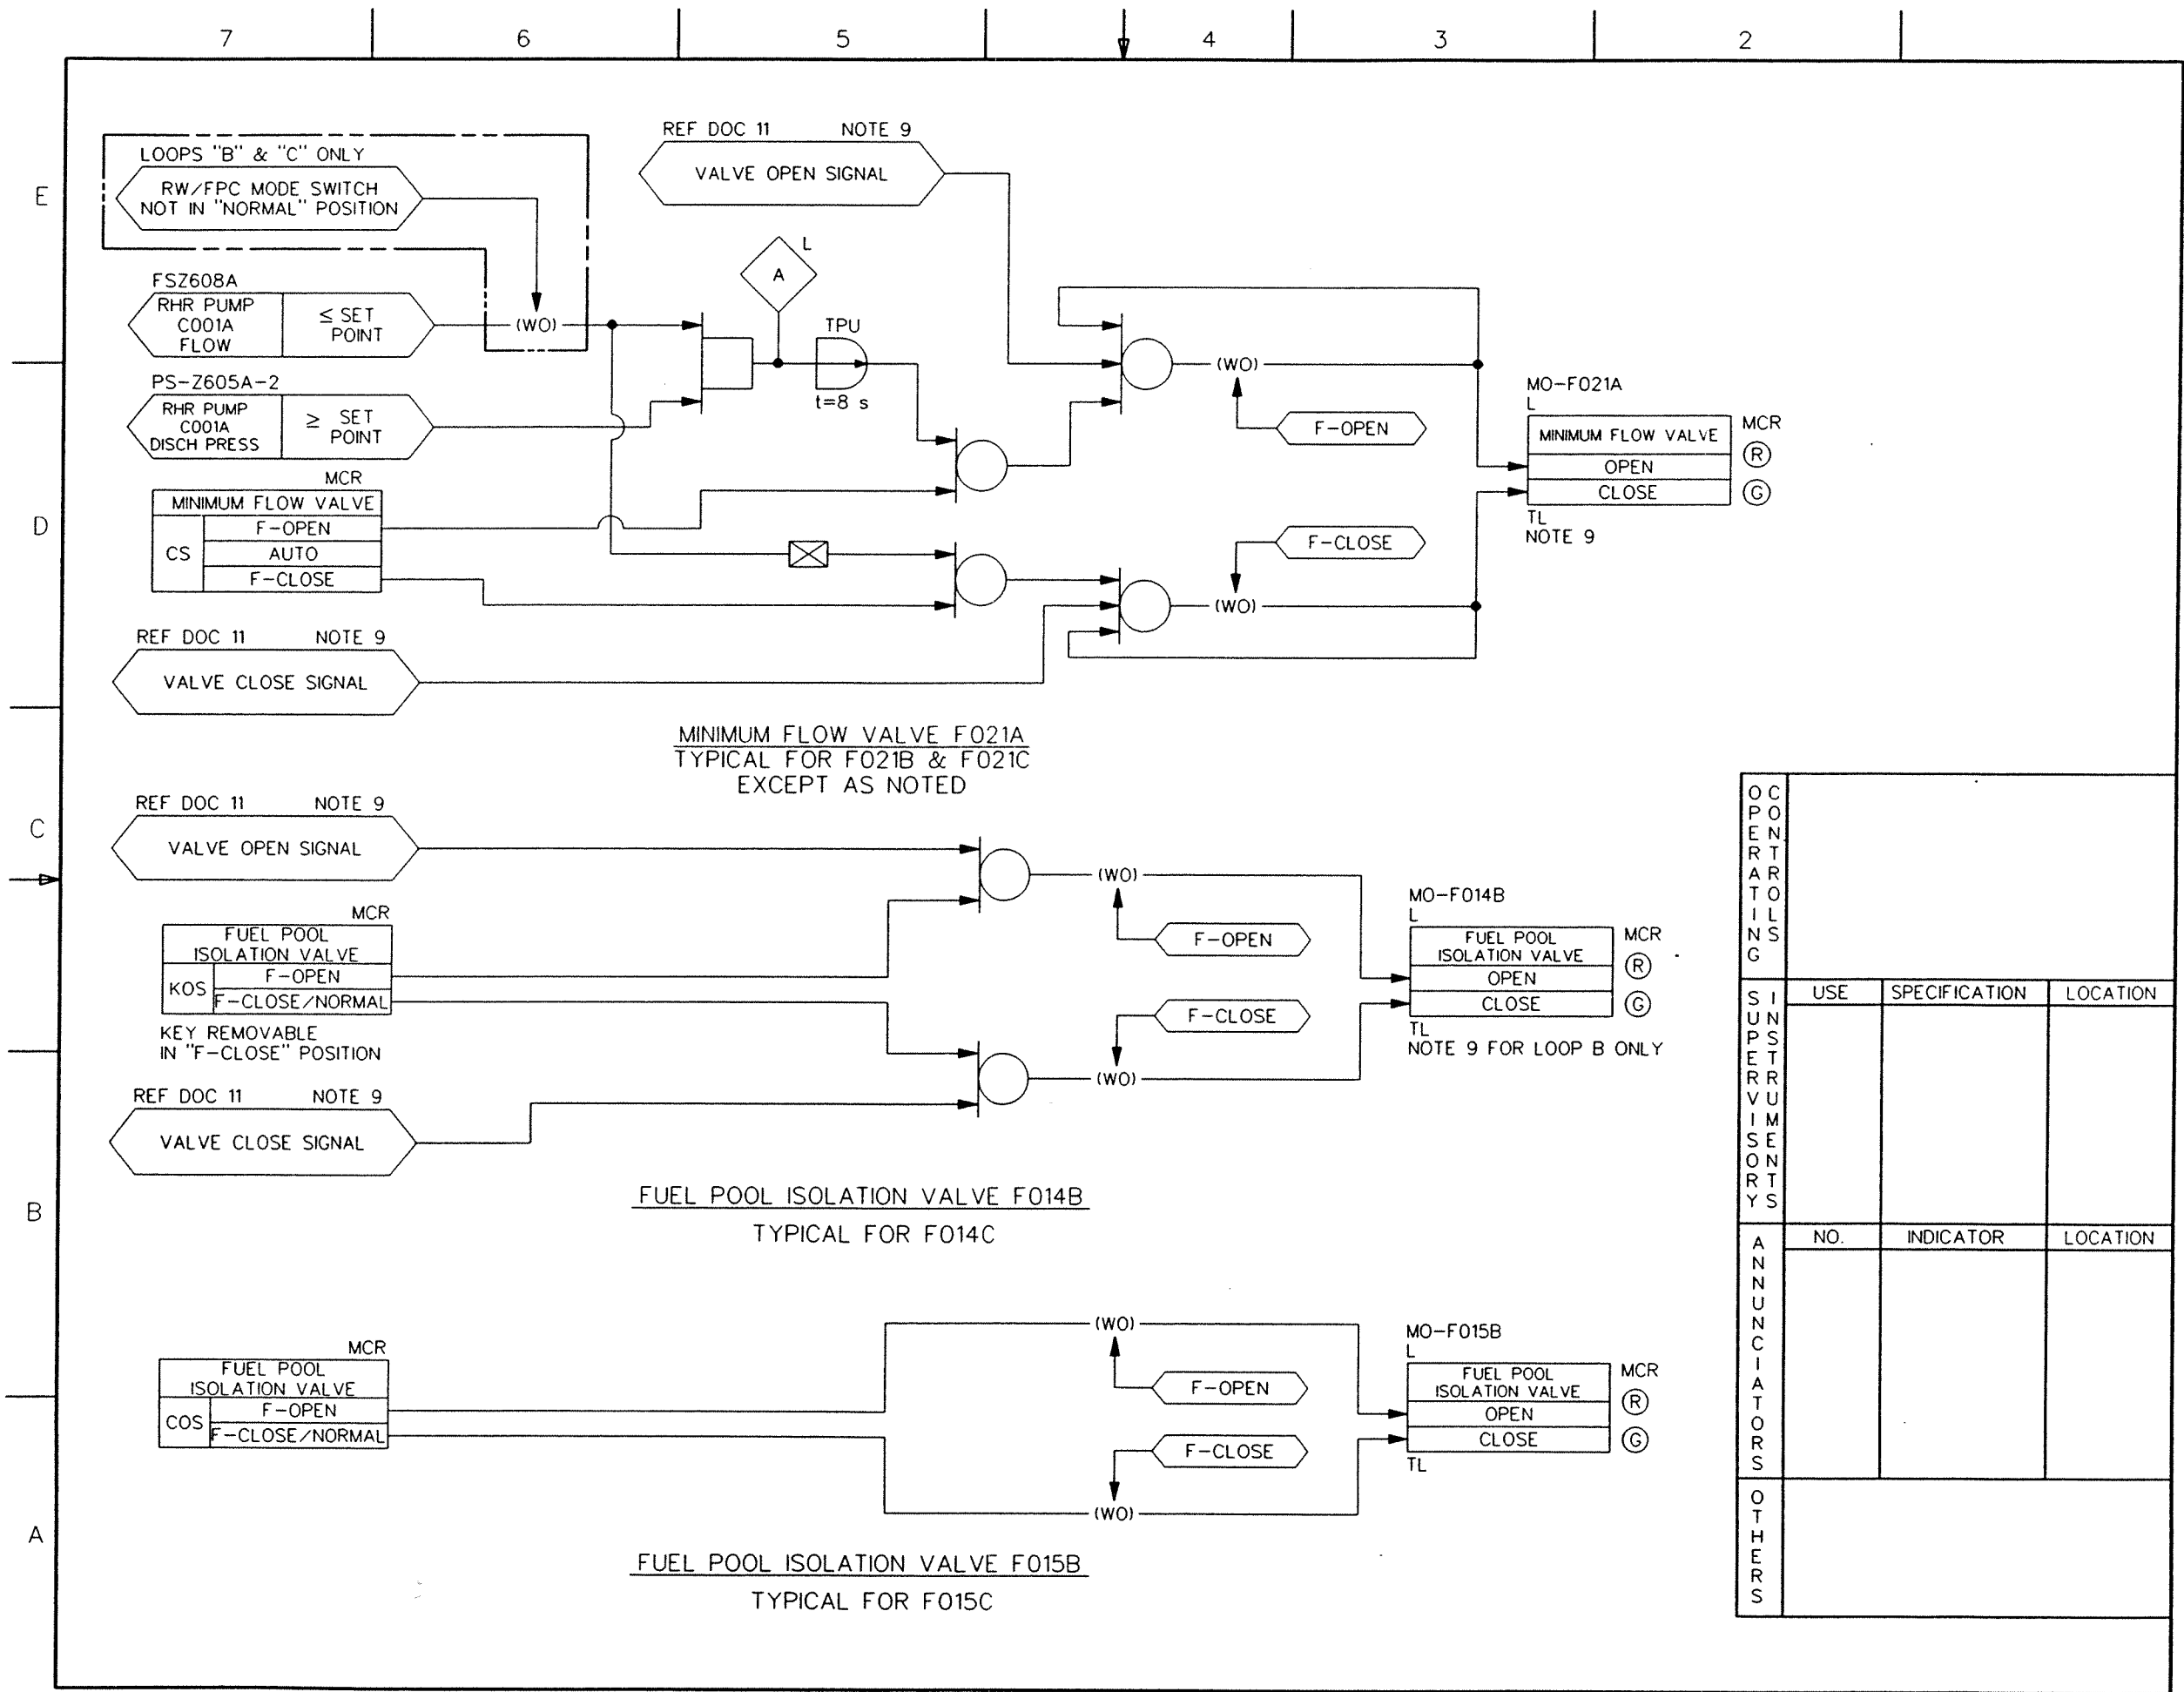 7 6 5 4 3 2
E
D
C
B
A
REF DOC 11 NOTE 9
VALVE OPEN SIGNAL
LOOPS "B" & "C" ONLY
RW/FPC MODE SWITCH
NOT IN "NORMAL" POSITION
FSZ608A
RHR PUMP
C001A
FLOW
≤ SET
POINT
(WO)
L
A
TPU
t=8 s
PS-Z605A-2
RHR PUMP
C001A
DISCH PRESS
≥ SET
POINT
MCR
MINIMUM FLOW VALVE
CS
F-OPEN
AUTO
F-CLOSE
REF DOC 11 NOTE 9
VALVE CLOSE SIGNAL
(WO)
F-OPEN
F-CLOSE
(WO)
MO-F021A
L
MINIMUM FLOW VALVE
OPEN
CLOSE
MCR
R
G
TL
NOTE 9
MINIMUM FLOW VALVE F021A
TYPICAL FOR F021B & F021C
EXCEPT AS NOTED
REF DOC 11 NOTE 9
VALVE OPEN SIGNAL
MCR
FUEL POOL
ISOLATION VALVE
KOS
F-OPEN
F-CLOSE/NORMAL
KEY REMOVABLE
IN "F-CLOSE" POSITION
REF DOC 11 NOTE 9
VALVE CLOSE SIGNAL
(WO)
F-OPEN
F-CLOSE
(WO)
MO-F014B
L
FUEL POOL
ISOLATION VALVE
OPEN
CLOSE
MCR
R
G
TL
NOTE 9 FOR LOOP B ONLY
FUEL POOL ISOLATION VALVE F014B
TYPICAL FOR F014C
MCR
FUEL POOL
ISOLATION VALVE
COS
F-OPEN
F-CLOSE/NORMAL
(WO)
F-OPEN
F-CLOSE
(WO)
MO-F015B
L
FUEL POOL
ISOLATION VALVE
OPEN
CLOSE
MCR
R
G
TL
FUEL POOL ISOLATION VALVE F015B
TYPICAL FOR F015C
OPERATING
CONTROLS
SUPERVISORY
INSTRUMENTS
USE SPECIFICATION LOCATION
ANNUNCIATORS
NO. INDICATOR LOCATION
OTHERS